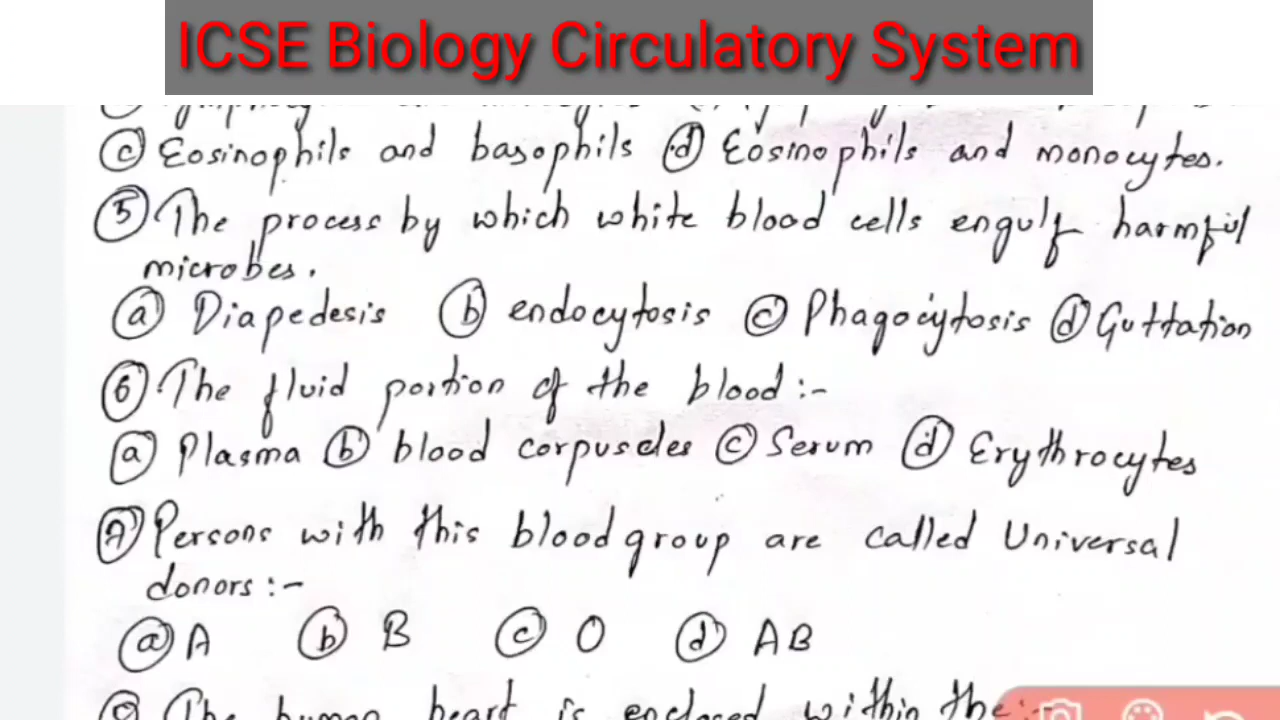 ICSE Biology Circulatory System
ⓒ Eosinophils and basophils ⓓ Eosinophils and monocytes.
⑤ The process by which white blood cells engulf harmful
microbes.
ⓐ Diapedesis ⓑ endocytosis ⓒ Phagocytosis ⓓ Guttation
⑥ The fluid portion of the blood :-
ⓐ Plasma ⓑ blood corpuscles ⓒ Serum ⓓ Erythrocytes
⑦ Persons with this blood group are called Universal
donors :-
ⓐ A ⓑ B ⓒ O ⓓ AB
The human heart is enclosed within the :-